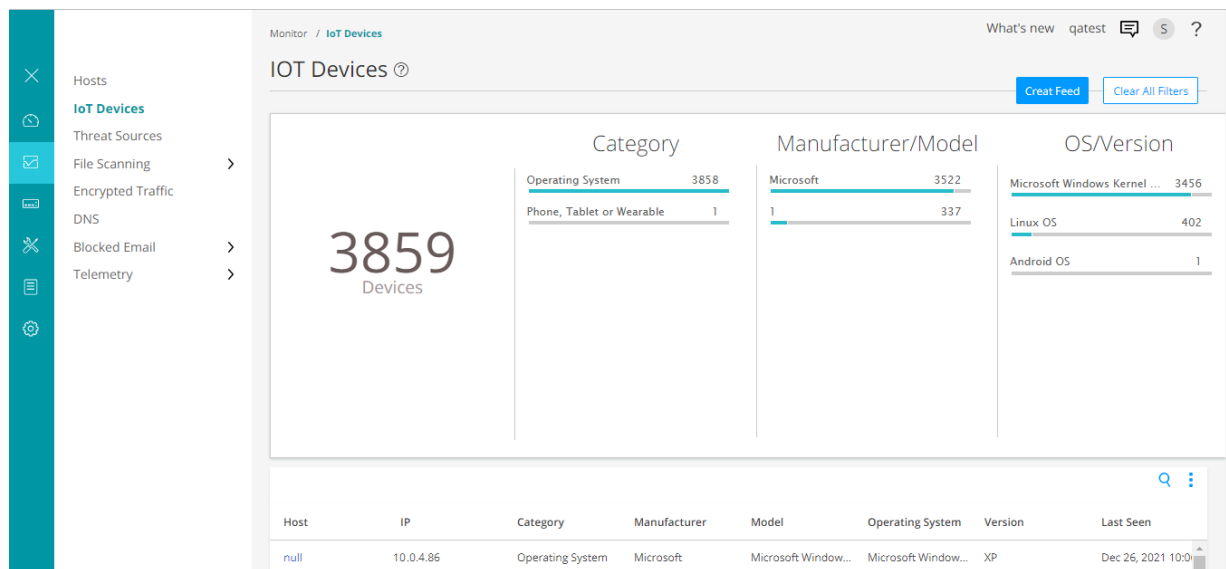 What's new qatest S ?
Monitor / IoT Devices
IOT Devices ?
Creat Feed Clear All Filters
Hosts
IoT Devices
Threat Sources
File Scanning
Encrypted Traffic
DNS
Blocked Email
Telemetry
3859
Devices
Category
Operating System 3858
Phone, Tablet or Wearable 1
Manufacturer/Model
Microsoft 3522
1 337
OS/Version
Microsoft Windows Kernel ... 3456
Linux OS 402
Android OS 1
Host IP Category Manufacturer Model Operating System Version Last Seen
null 10.0.4.86 Operating System Microsoft Microsoft Window... Microsoft Window... XP Dec 26, 2021